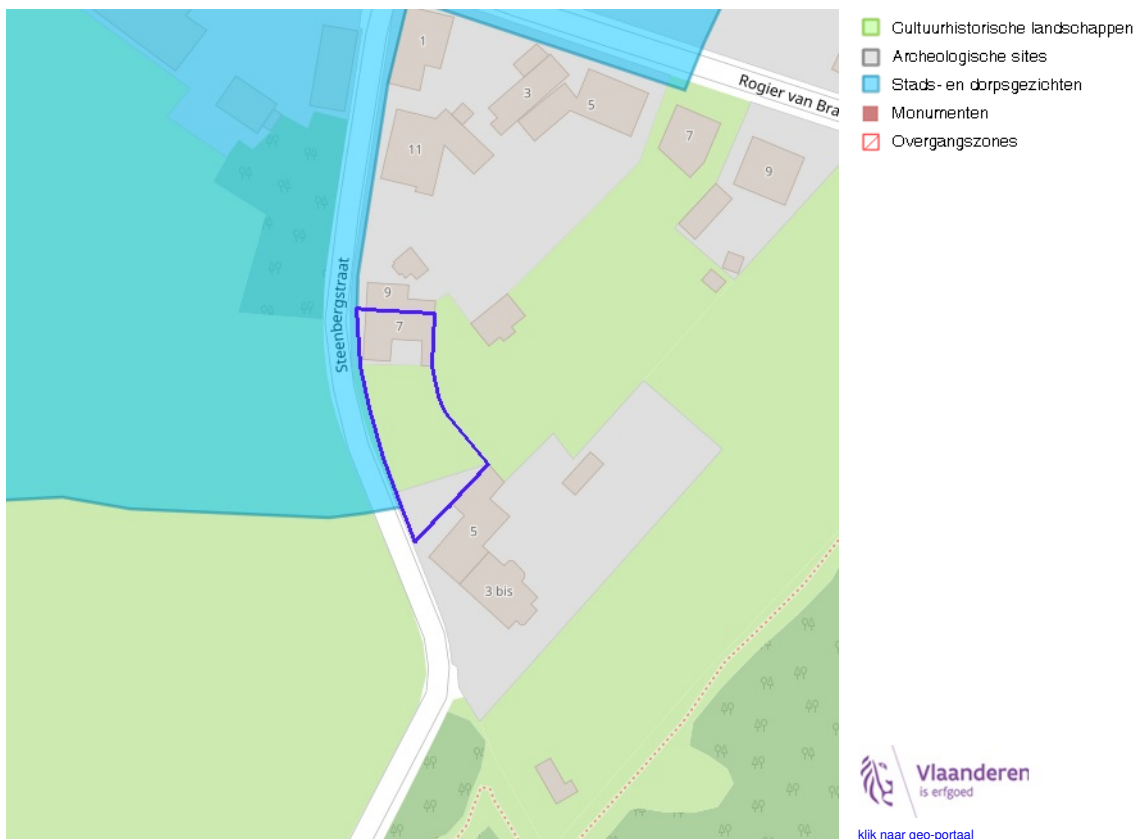 Cultuurhistorische landschappen
Archeologische sites
Stads- en dorpsgezichten
Monumenten
Overgangszones
1
3
5
Rogier van Bra
7
11
9
Steenbergstraat
9
7
5
3 bis
Vlaanderen
is erfgoed
klik naar geo-portaal